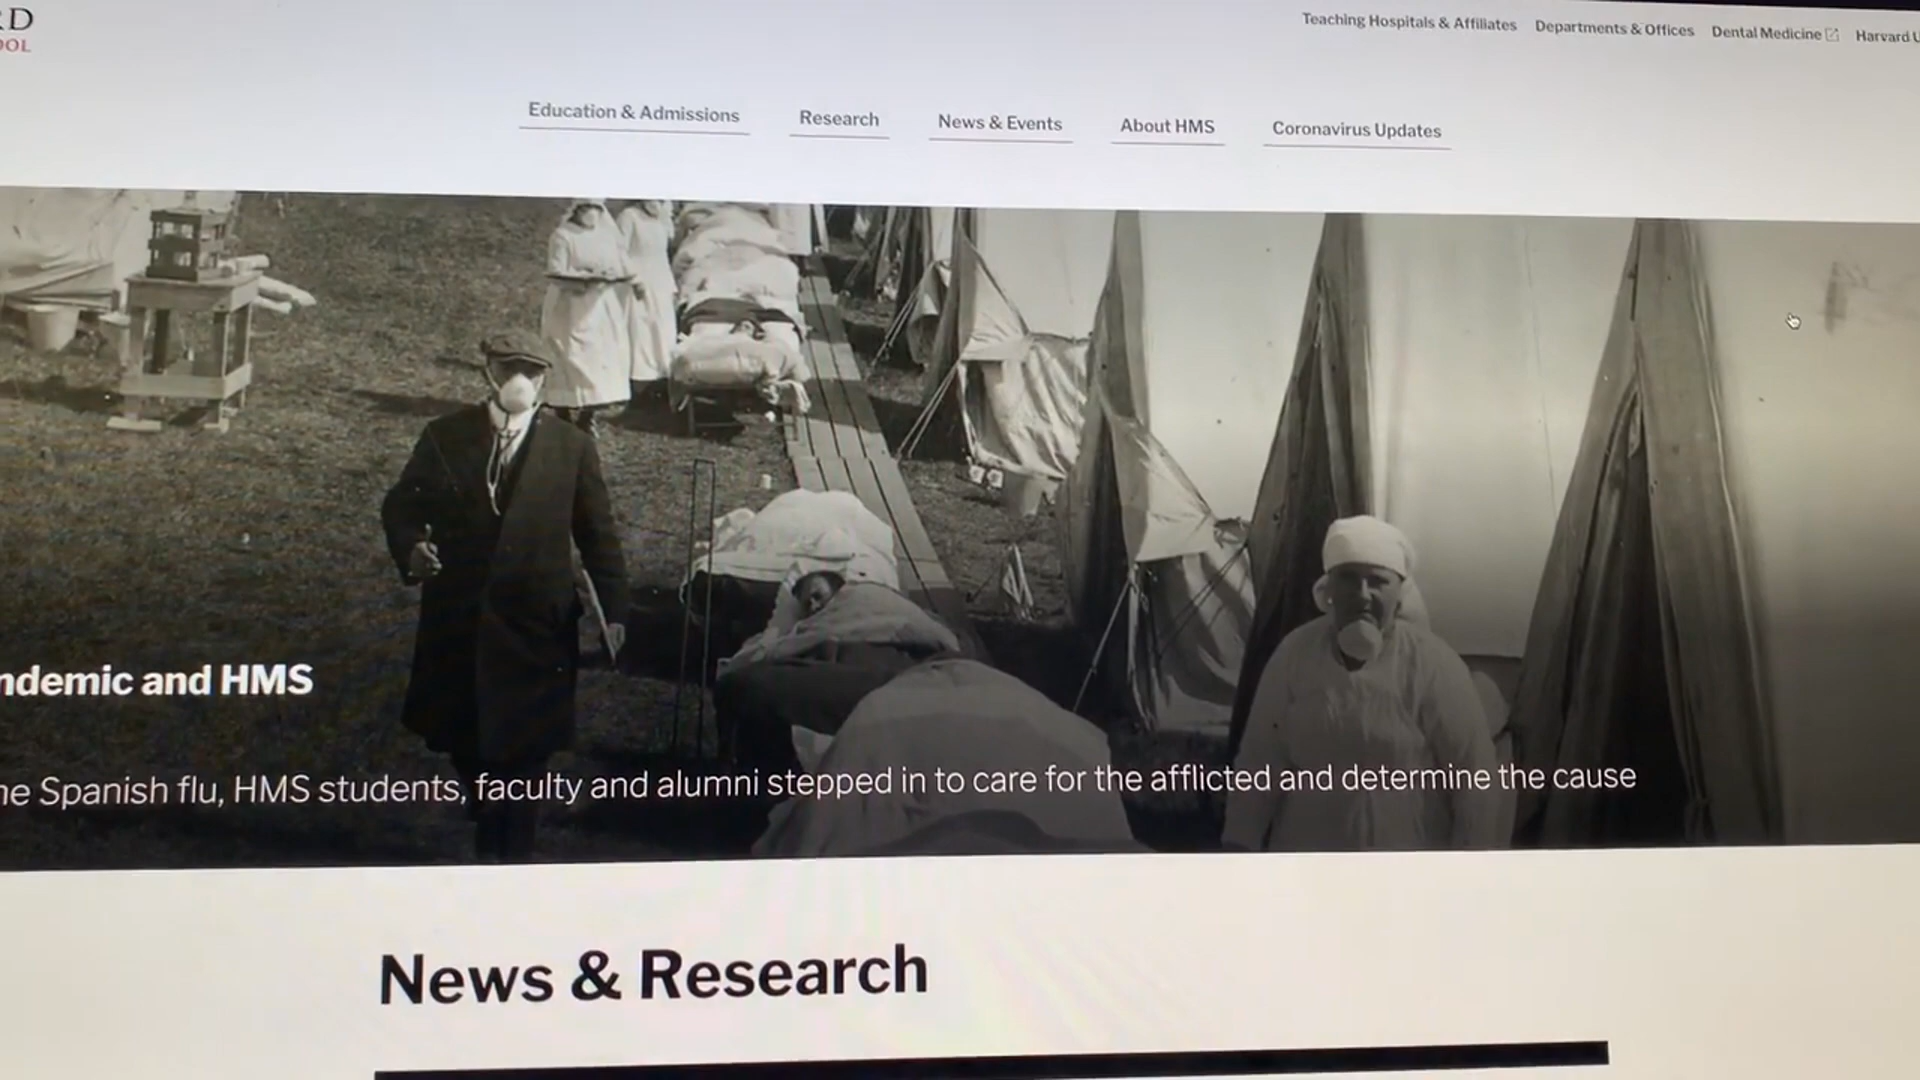 RD
OOL
Teaching Hospitals & Affiliates Departments & Offices Dental Medicine Harvard U
Education & Admissions Research News & Events About HMS Coronavirus Updates
ndemic and HMS
he Spanish flu, HMS students, faculty and alumni stepped in to care for the afflicted and determine the cause
News & Research